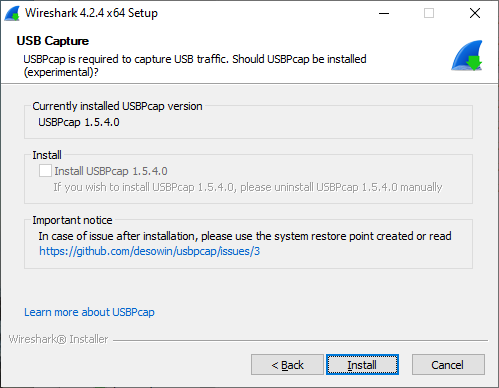 Wireshark 4.2.4 x64 Setup
USB Capture
USBPcap is required to capture USB traffic. Should USBPcap be installed
(experimental)?
Currently installed USBPcap version
USBPcap 1.5.4.0
Install
Install USBPcap 1.5.4.0
If you wish to install USBPcap 1.5.4.0, please uninstall USBPcap 1.5.4.0 manually
Important notice
In case of issue after installation, please use the system restore point created or read
https://github.com/desowin/usbpcap/issues/3
Learn more about USBPcap
Wireshark® Installer
< Back Install Cancel